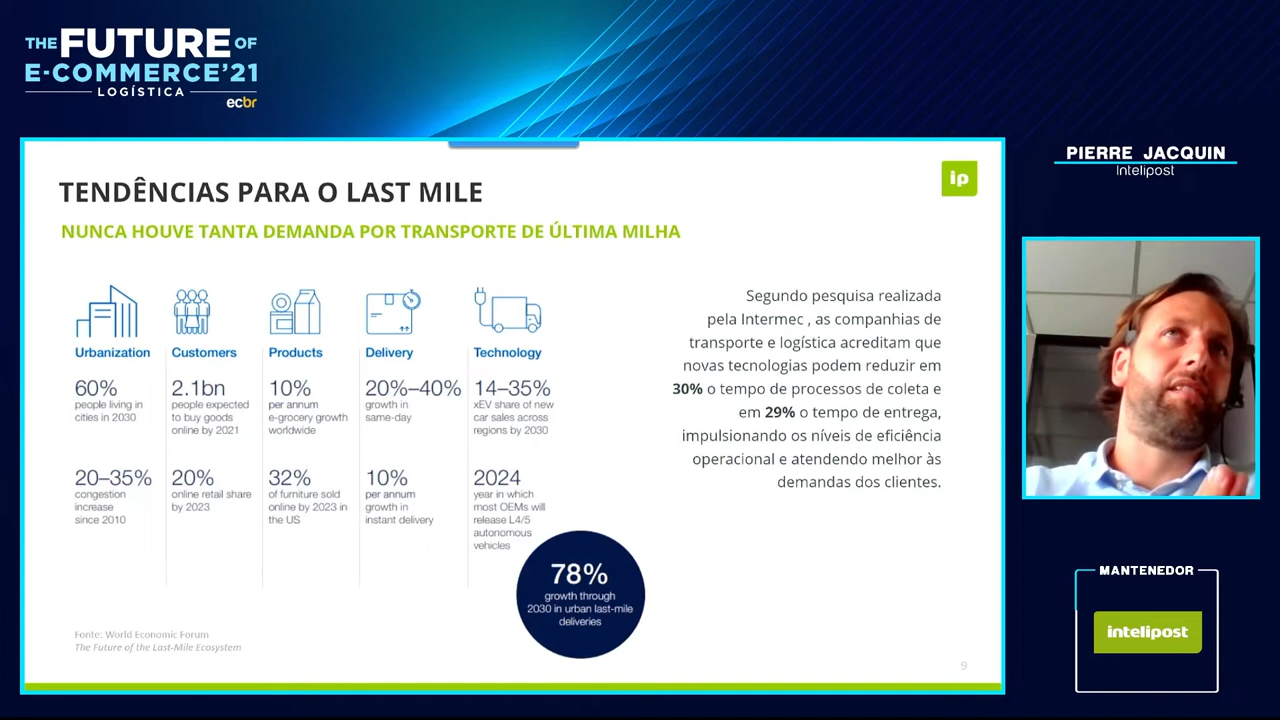 THE FUTURE OF
E-COMMERCE'21
LOGÍSTICA
ecbr
TENDÊNCIAS PARA O LAST MILE
ip
NUNCA HOUVE TANTA DEMANDA POR TRANSPORTE DE ÚLTIMA MILHA
Urbanization
60%
people living in
cities in 2030
20–35%
congestion
increase
since 2010
Customers
2.1bn
people expected
to buy goods
online by 2021
20%
online retail share
by 2023
Products
10%
per annum
e-grocery growth
worldwide
32%
of furniture sold
online by 2023 in
the US
Delivery
20%–40%
growth in
same-day
10%
per annum
growth in
instant delivery
Technology
14–35%
xEV share of new
car sales across
regions by 2030
2024
year in which
most OEMs will
release L4/5
autonomous
vehicles
78%
growth through
2030 in urban last-mile
deliveries
Segundo pesquisa realizada
pela Intermec , as companhias de
transporte e logística acreditam que
novas tecnologias podem reduzir em
30% o tempo de processos de coleta e
em 29% o tempo de entrega,
impulsionando os níveis de eficiência
operacional e atendendo melhor às
demandas dos clientes.
Fonte: World Economic Forum
The Future of the Last-Mile Ecosystem
9
PIERRE JACQUIN
Intelipost
MANTENEDOR
intelipost